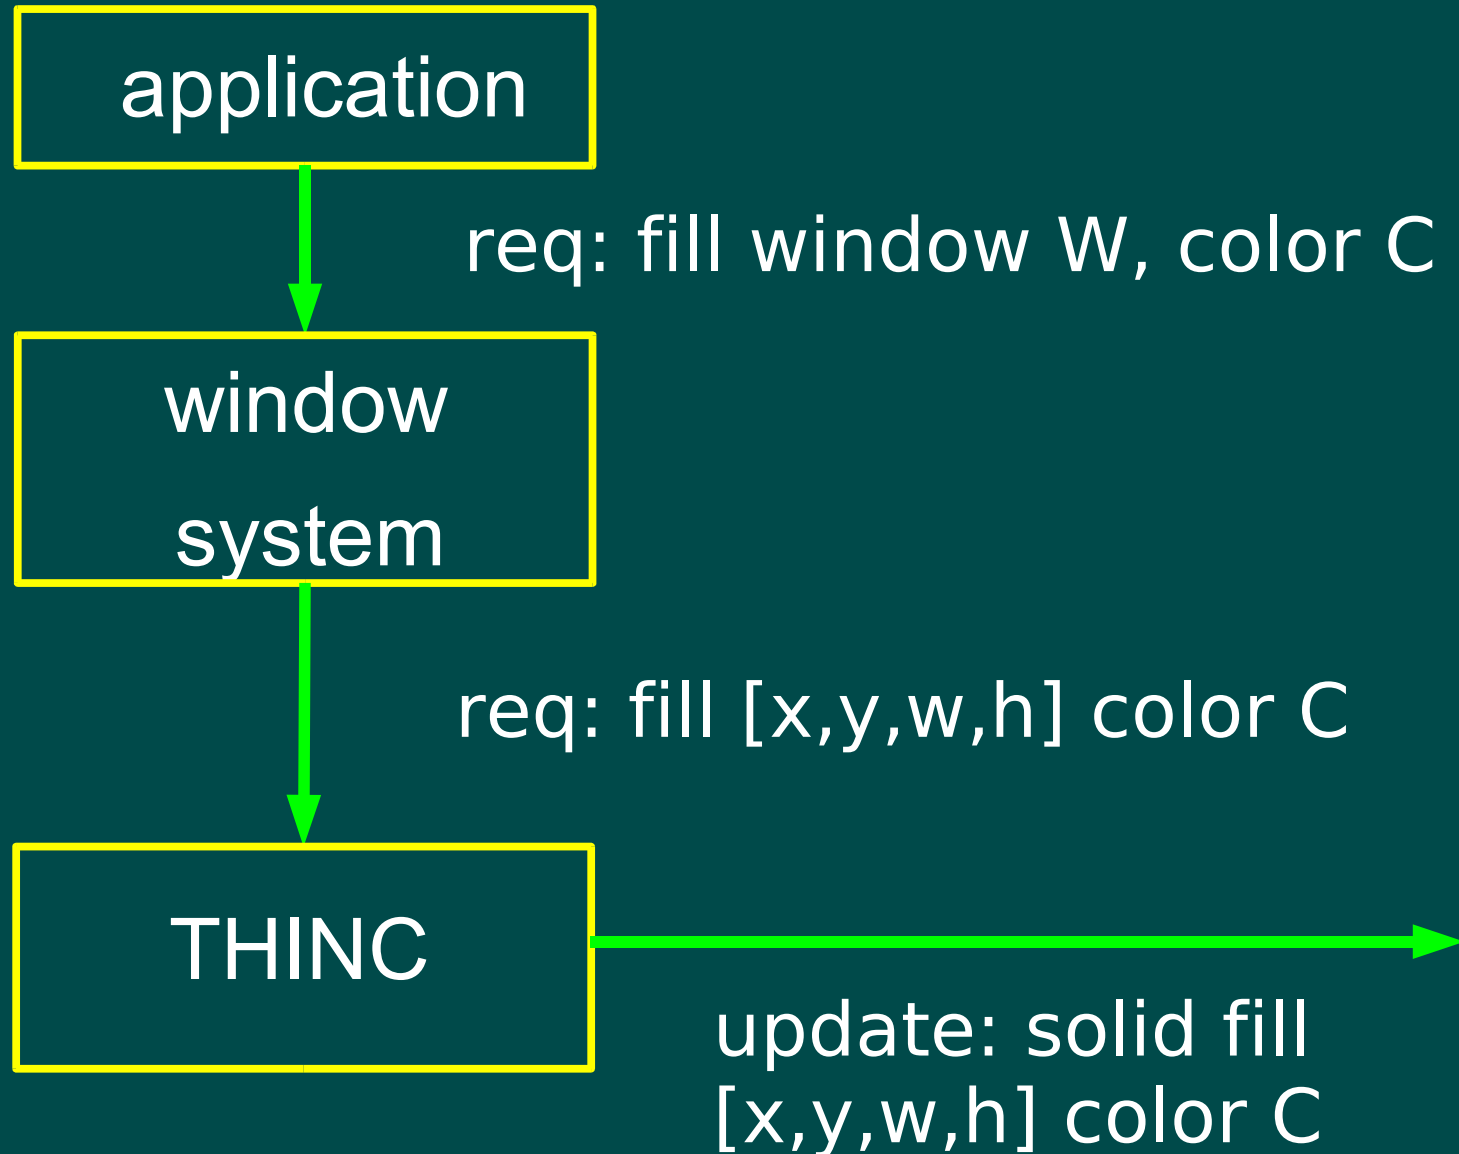 application
req: fill window W, color C
window
system
req: fill [x,y,w,h] color C
THINC
update: solid fill
[x,y,w,h] color C